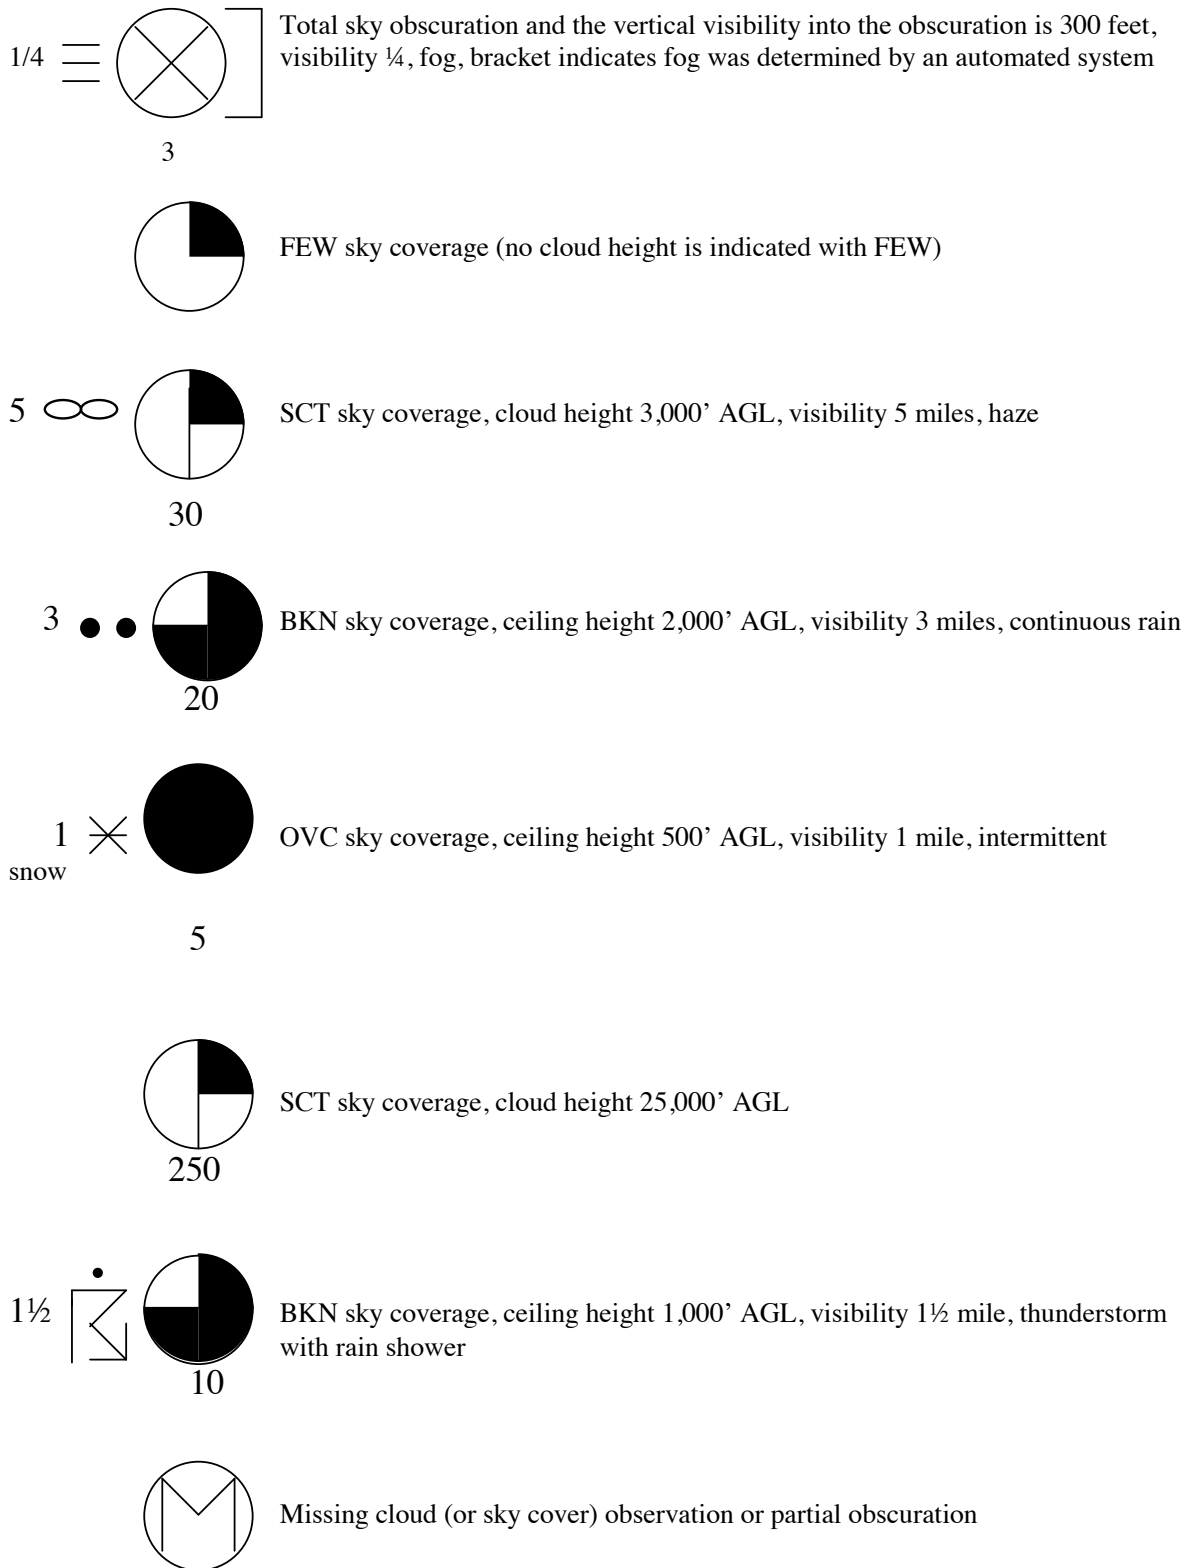 Total sky obscuration and the vertical visibility into the obscuration is 300 feet,
1/4 visibility ¼, fog, bracket indicates fog was determined by an automated system
3
FEW sky coverage (no cloud height is indicated with FEW)
5 SCT sky coverage, cloud height 3,000’ AGL, visibility 5 miles, haze
30
3 BKN sky coverage, ceiling height 2,000’ AGL, visibility 3 miles, continuous rain
20
1 OVC sky coverage, ceiling height 500’ AGL, visibility 1 mile, intermittent
snow
5
SCT sky coverage, cloud height 25,000’ AGL
250
1½ BKN sky coverage, ceiling height 1,000’ AGL, visibility 1½ mile, thunderstorm
with rain shower
10
M Missing cloud (or sky cover) observation or partial obscuration